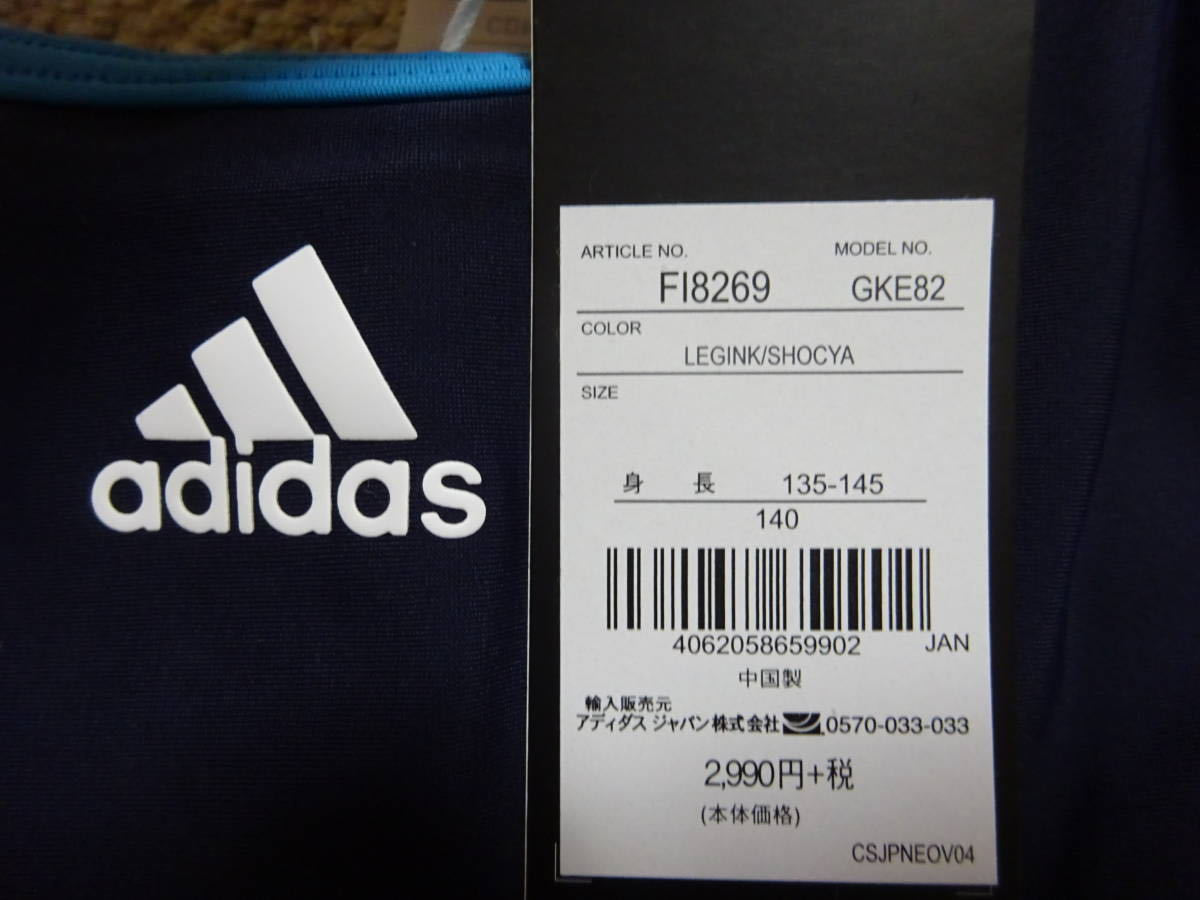 adidas
ARTICLE NO. MODEL NO.
FI8269 GKE82
COLOR
LEGINK/SHOCYA
SIZE
身 長 135-145
140
4062058659902 JAN
中国製
輸入販売元
アディダス ジャパン株式会社 0570-033-033
2,990円+税
(本体価格)
CSJPNEOV04